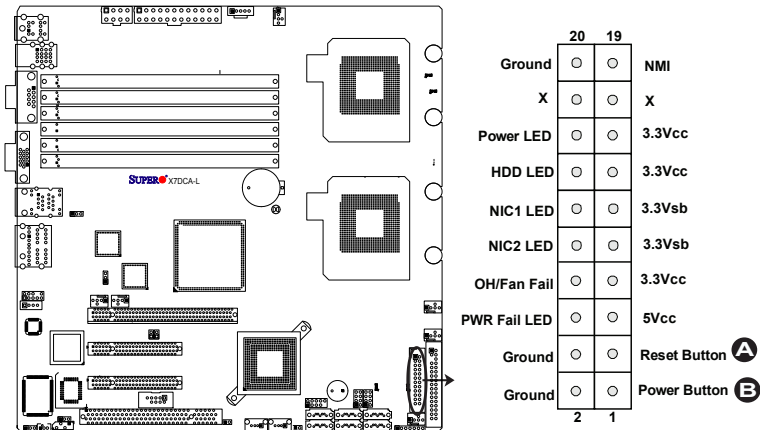 SUPER X7DCA-L
20 19
Ground NMI
X X
Power LED 3.3Vcc
HDD LED 3.3Vcc
NIC1 LED 3.3Vsb
NIC2 LED 3.3Vsb
OH/Fan Fail 3.3Vcc
PWR Fail LED 5Vcc
Ground Reset Button A
Ground Power Button B
2 1